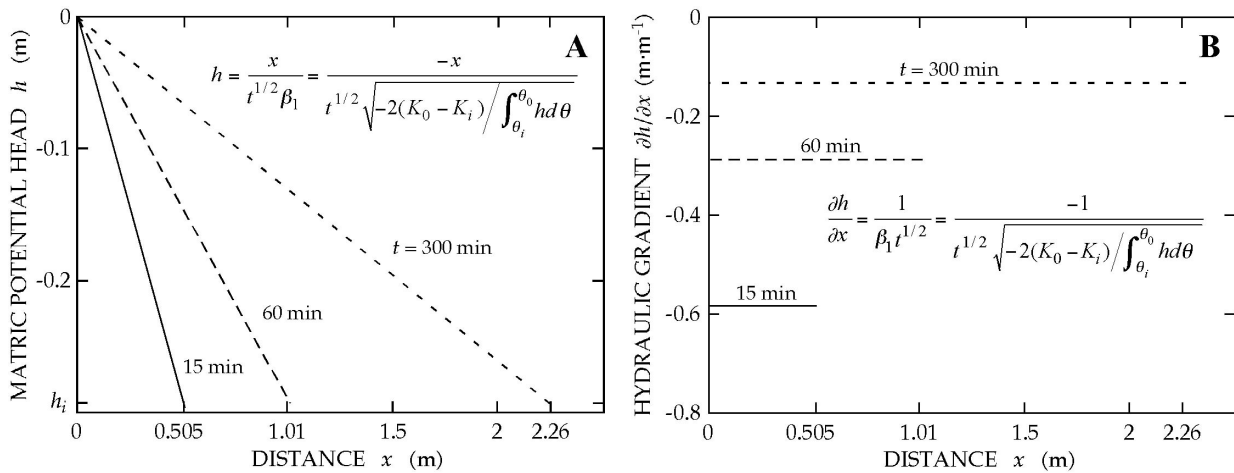 A
MATRIC POTENTIAL HEAD h (m)
0
-0.1
-0.2
h_i
h = x / (t^{1/2} β_1) = -x / (t^{1/2} √(-2(K_0 – K_i) / ∫_{θ_i}^{θ_0} hdθ))
t = 300 min
60 min
15 min
0 0.505 1.01 1.5 2 2.26
DISTANCE x (m)
B
HYDRAULIC GRADIENT ∂h/∂x (m·m⁻¹)
0
-0.2
-0.4
-0.6
-0.8
t = 300 min
60 min
∂h/∂x = 1 / (β_1 t^{1/2}) = -1 / (t^{1/2} √(-2(K_0 – K_i) / ∫_{θ_i}^{θ_0} hdθ))
15 min
0 0.505 1.01 1.5 2 2.26
DISTANCE x (m)